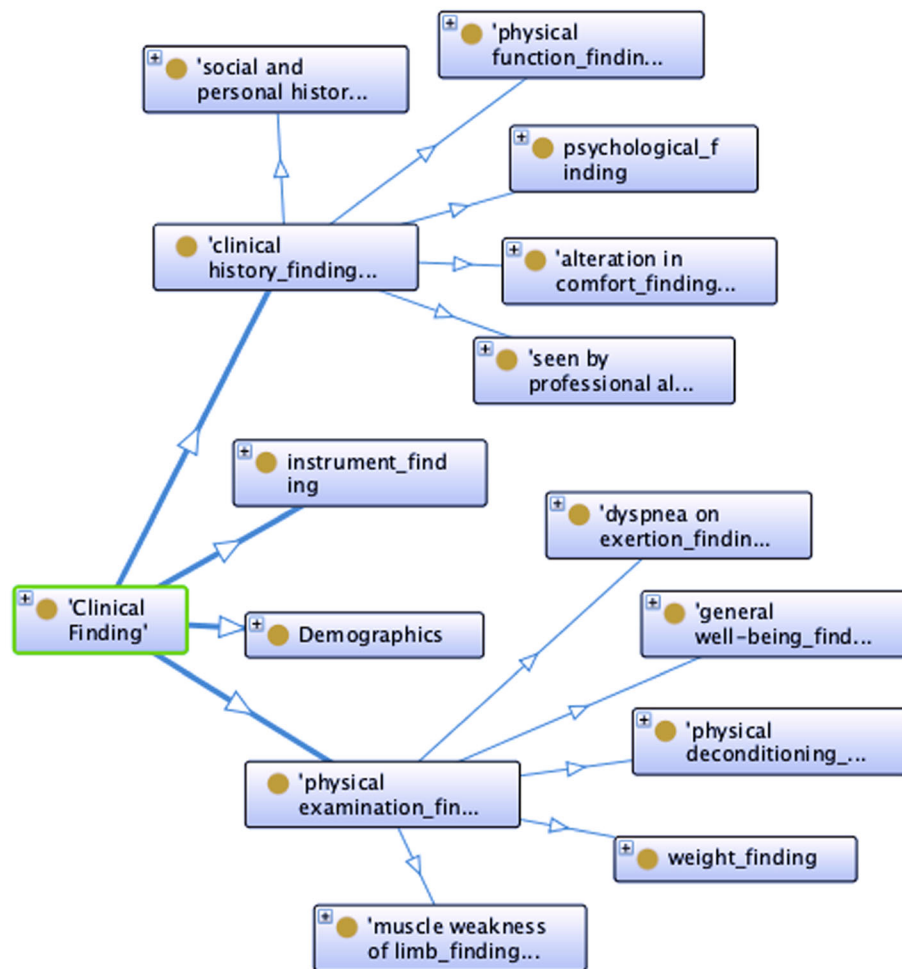 'physical
function_findin...
'social and
personal histor...
psychological_f
inding
'clinical
history_finding...
'alteration in
comfort_finding...
'seen by
professional al...
instrument_find
ing
'dyspnea on
exertion_findin...
'Clinical
Finding'
Demographics
'general
well-being_find...
'physical
deconditioning_...
'physical
examination_fin...
weight_finding
'muscle weakness
of limb_finding...